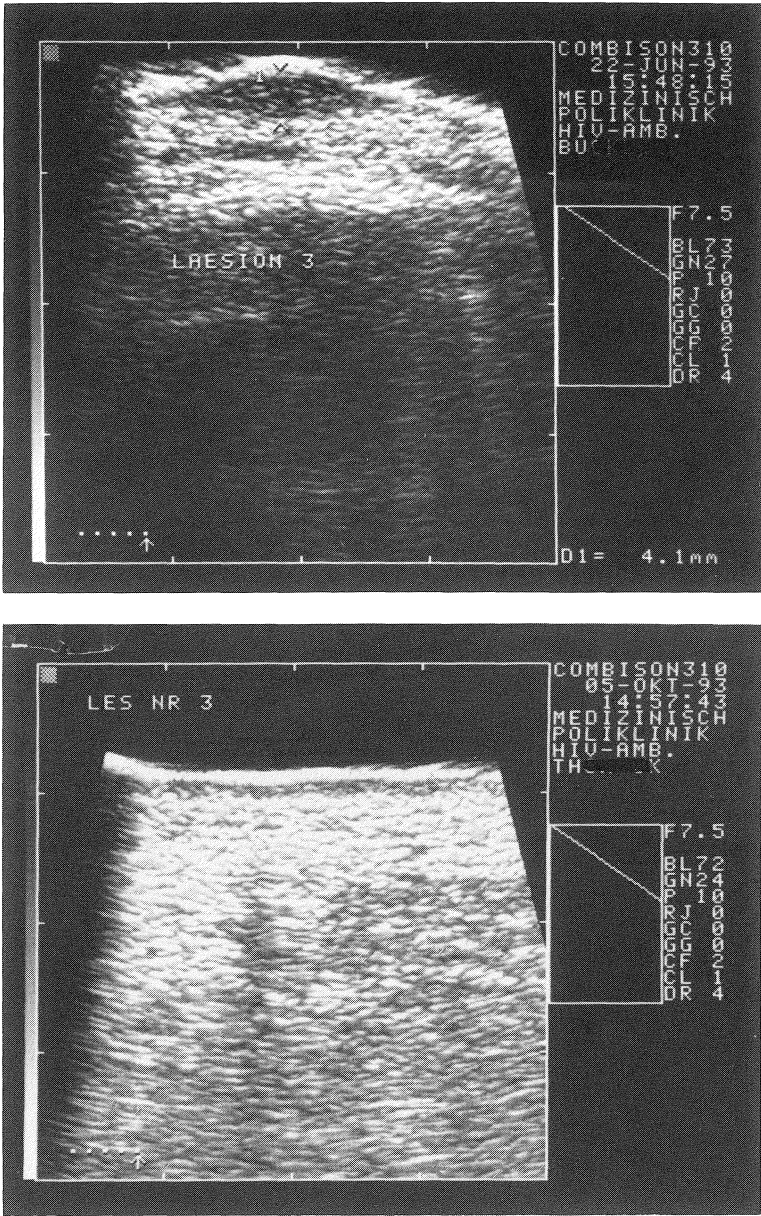 COMBISON310
22-JUN-93
15:48:15
MEDIZINISCH
POLIKLINIK
HIV-AMB.
1
F7.5
BL73
GN27
P 10
RJ 0
GC 0
GG 0
CF 2
CL 1
DR 4
LAESION 3
D1= 4.1mm
LES NR 3
COMBISON310
05-OKT-93
14:57:43
MEDIZINISCH
POLIKLINIK
HIV-AMB.
F7.5
BL72
GN24
P 10
RJ 0
GC 0
GG 0
CF 2
CL 1
DR 4